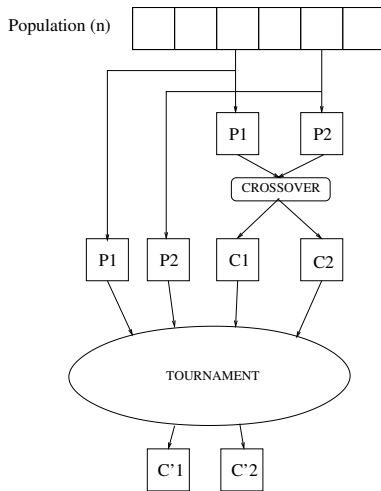 Population (n)
P1 P2
CROSSOVER
P1 P2 C1 C2
TOURNAMENT
C'1 C'2